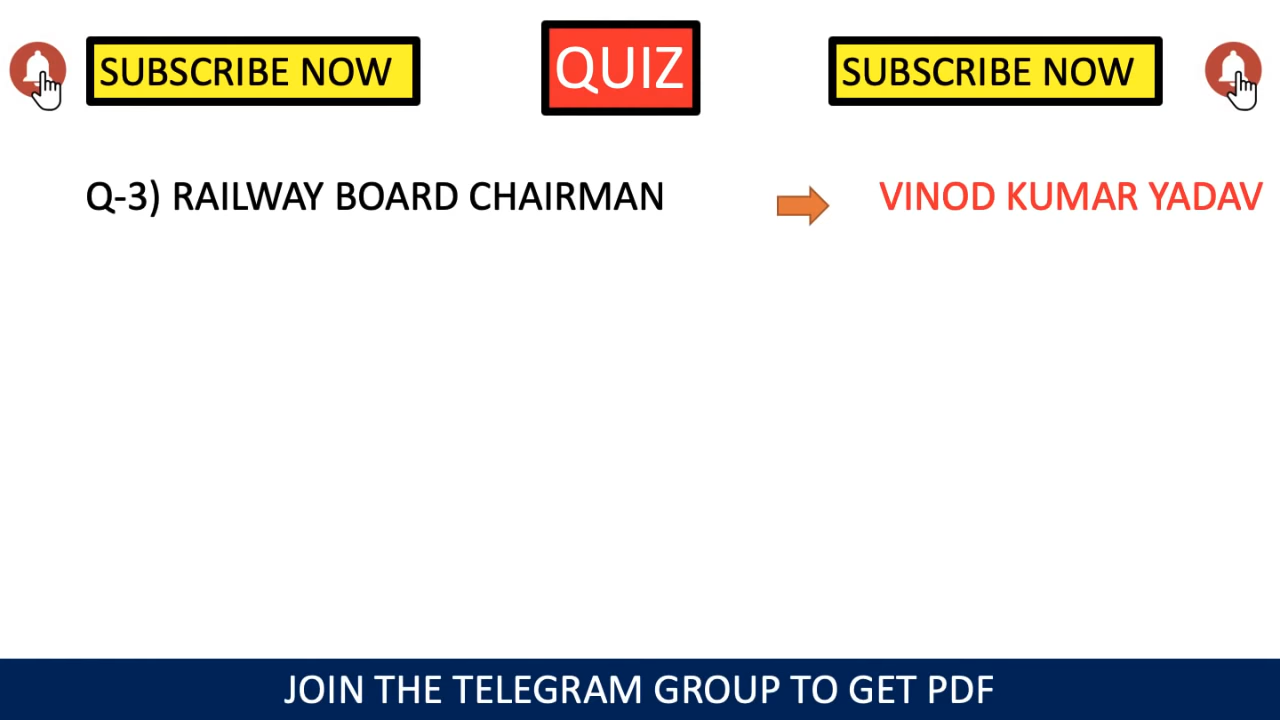 SUBSCRIBE NOW
QUIZ
SUBSCRIBE NOW
Q-3) RAILWAY BOARD CHAIRMAN
VINOD KUMAR YADAV
JOIN THE TELEGRAM GROUP TO GET PDF